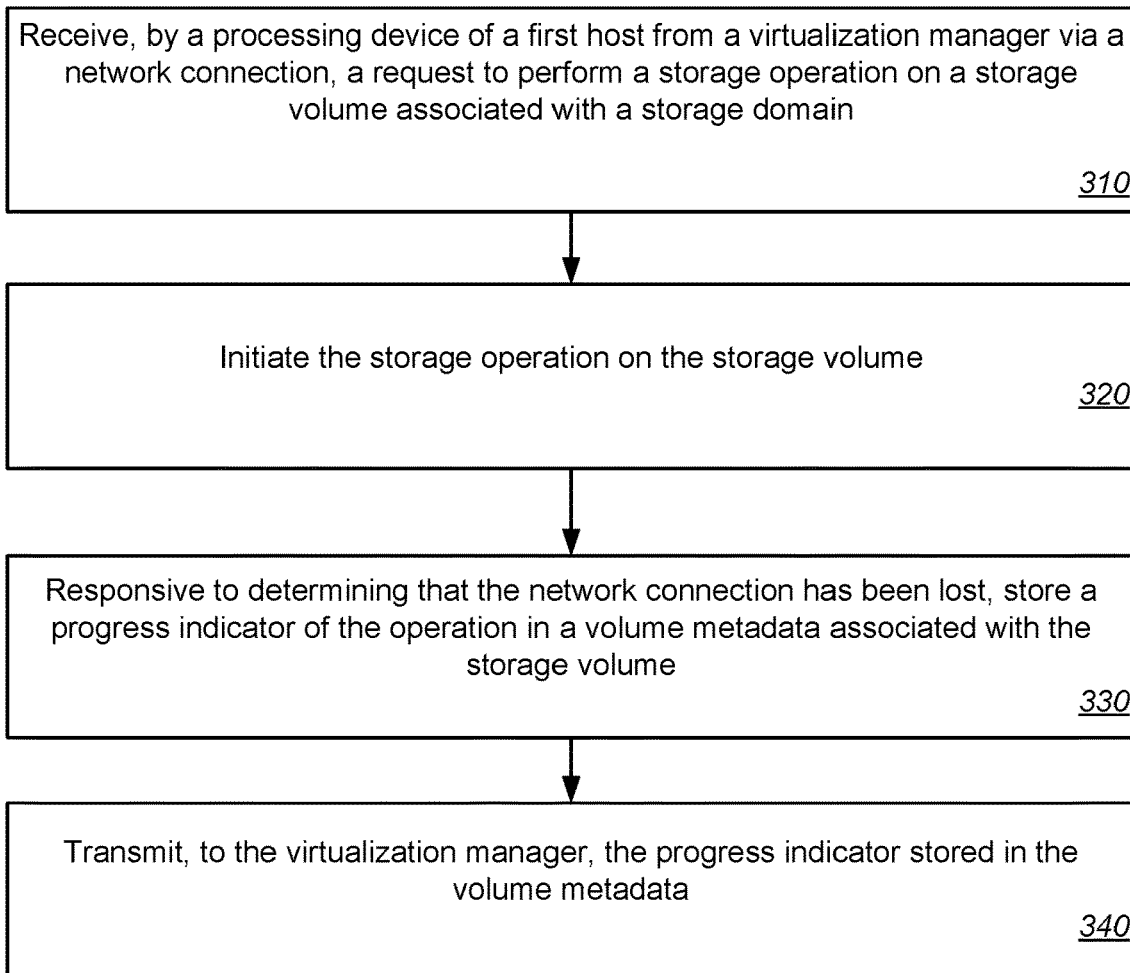 Receive, by a processing device of a first host from a virtualization manager via a
network connection, a request to perform a storage operation on a storage
volume associated with a storage domain
310
Initiate the storage operation on the storage volume
320
Responsive to determining that the network connection has been lost, store a
progress indicator of the operation in a volume metadata associated with the
storage volume
330
Transmit, to the virtualization manager, the progress indicator stored in the
volume metadata
340